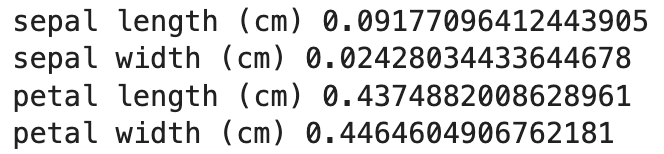 sepal length (cm) 0.09177096412443905
sepal width (cm) 0.02428034433644678
petal length (cm) 0.4374882008628961
petal width (cm) 0.4464604906762181